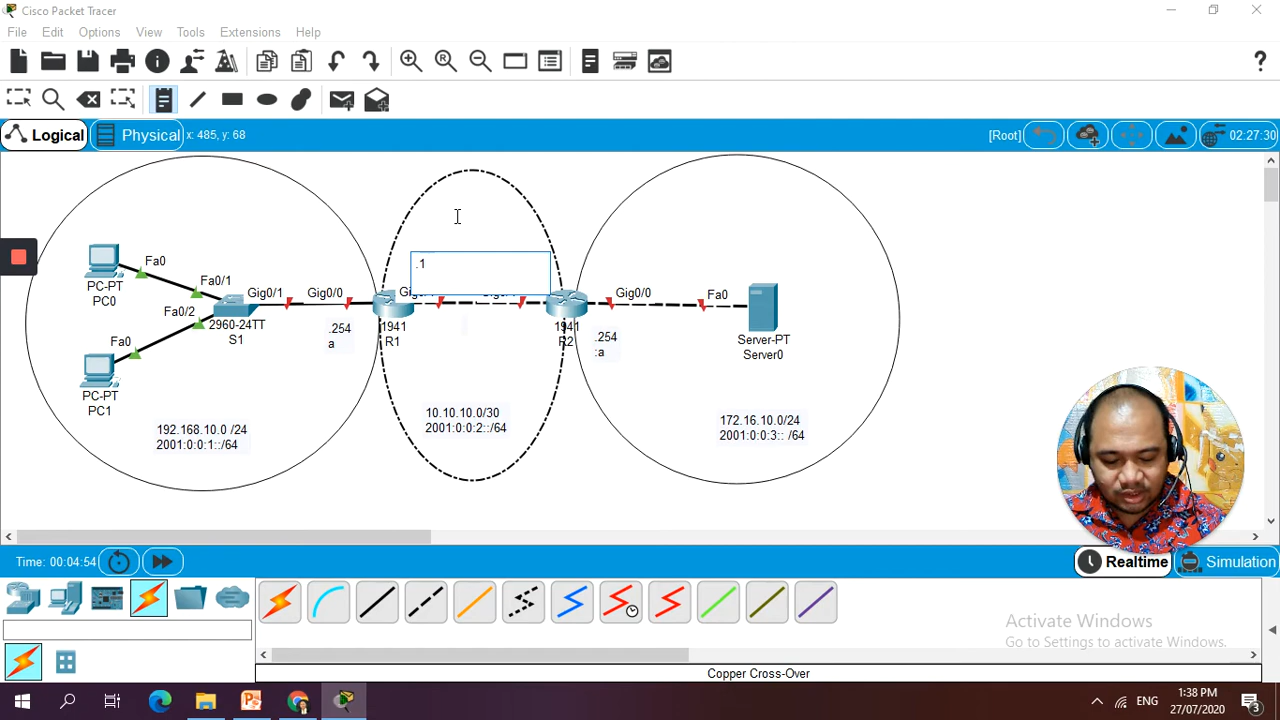 Cisco Packet Tracer
File Edit Options View Tools Extensions Help
Logical Physical x: 485, y: 68 [Root] 02:27:30
.1
Fa0
PC-PT
PC0
Fa0/1
Fa0/2
Fa0
PC-PT
PC1
Gig0/1
2960-24TT
S1
Gig0/0
.254
a
1941
R1
1941
R2
.254
:a
Gig0/0
Fa0
Server-PT
Server0
192.168.10.0 /24
2001:0:0:1::/64
10.10.10.0/30
2001:0:0:2::/64
172.16.10.0/24
2001:0:0:3:: /64
Time: 00:04:54
Realtime Simulation
Activate Windows
Go to Settings to activate Windows.
Copper Cross-Over
ENG
1:38 PM
27/07/2020
3